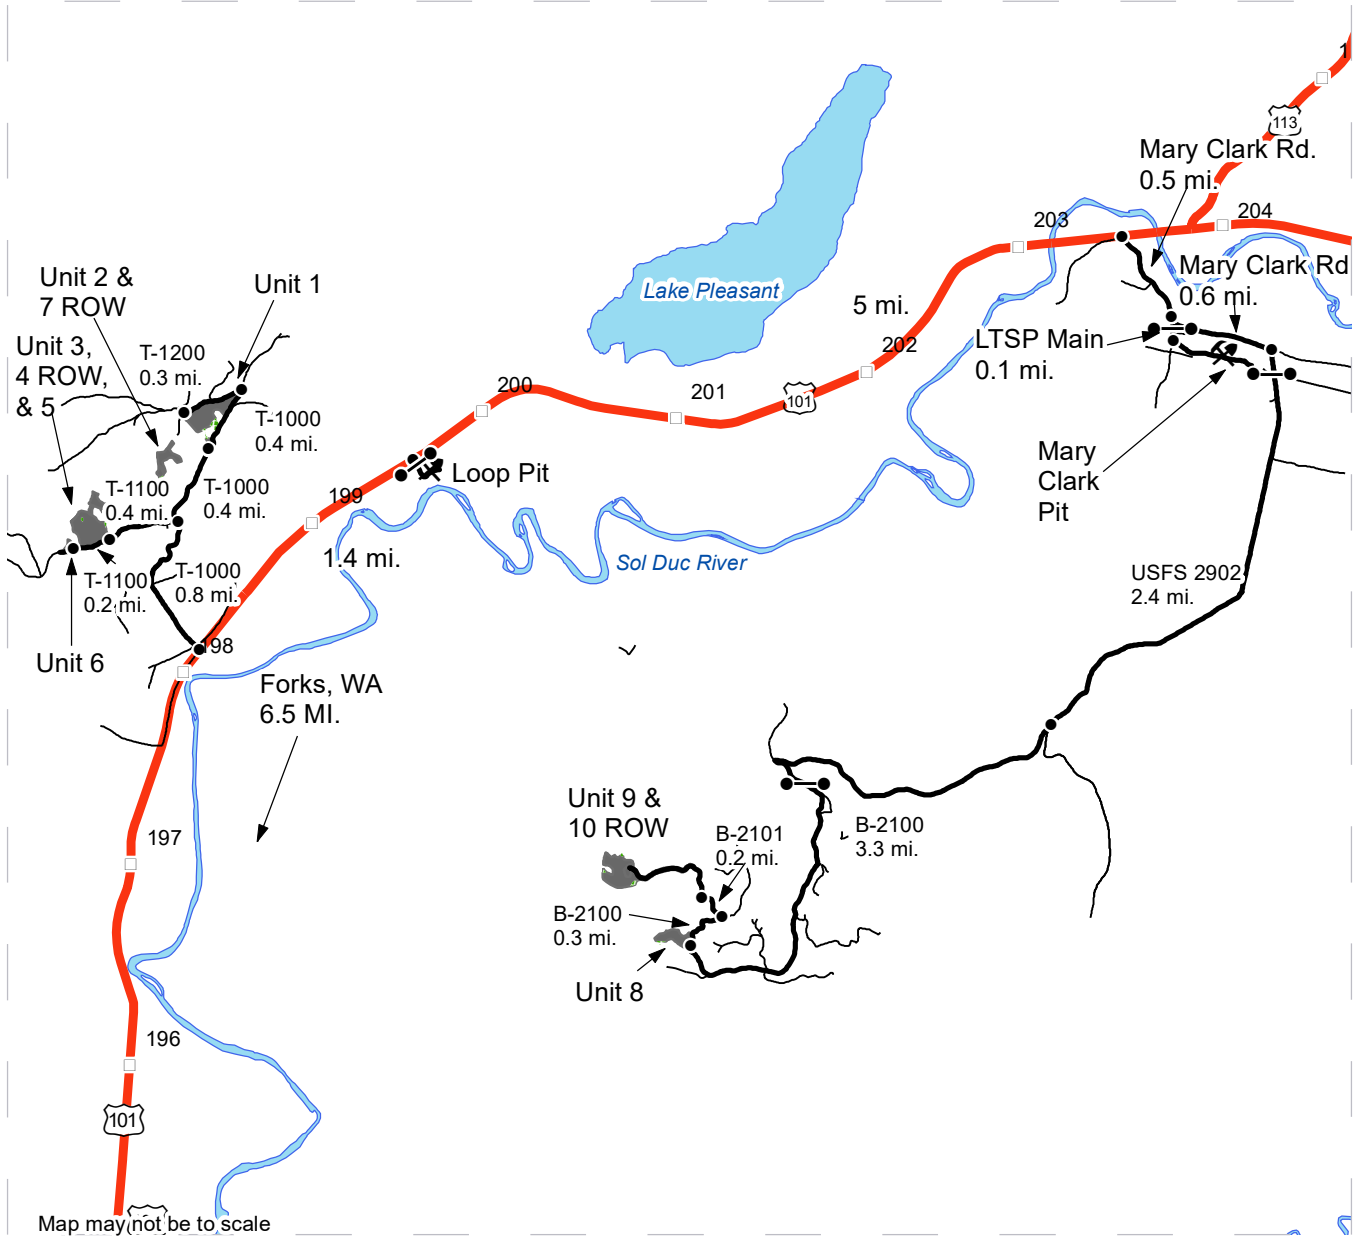 1
113
Mary Clark Rd.
0.5 mi.
203
204
Mary Clark Rd
0.6 mi.
Unit 2 &
7 ROW
Unit 1
Lake Pleasant
5 mi.
LTSP Main
0.1 mi.
Unit 3,
4 ROW,
& 5
T-1200
0.3 mi.
202
200
201
101
T-1000
0.4 mi.
Mary
Clark
Pit
Loop Pit
T-1100
0.4 mi.
T-1000
0.4 mi.
199
1.4 mi.
Sol Duc River
T-1100
0.2 mi.
T-1000
0.8 mi.
USFS 2902
2.4 mi.
98
Unit 6
Forks, WA
6.5 MI.
Unit 9 &
10 ROW
B-2101
0.2 mi.
B-2100
3.3 mi.
197
B-2100
0.3 mi.
Unit 8
196
101
Map may not be to scale